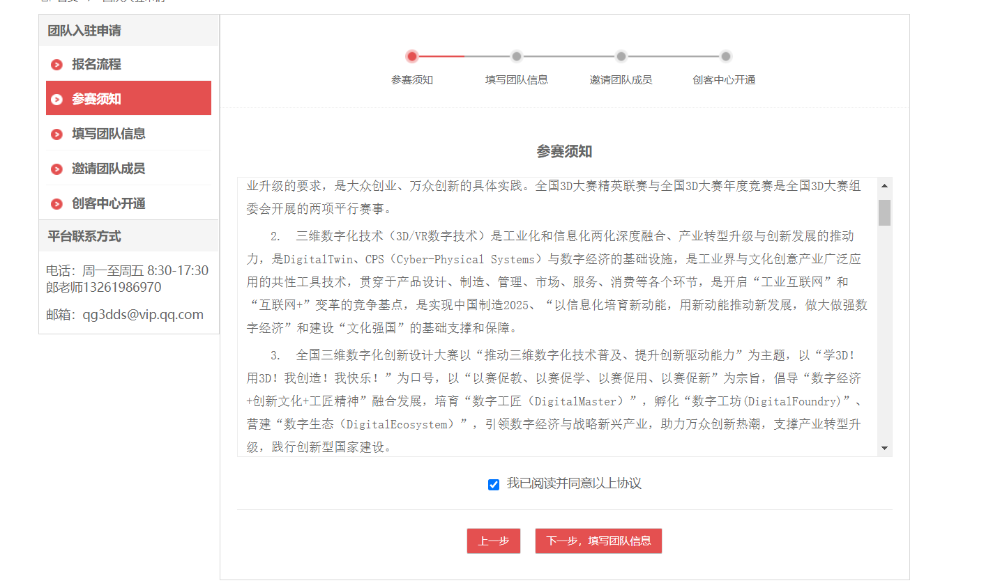 团队入驻申请
报名流程
参赛须知
填写团队信息
邀请团队成员
创客中心开通
平台联系方式
电话：周一至周五 8:30-17:30
郎老师13261986970
邮箱：qg3dds@vip.qq.com
参赛须知
填写团队信息
邀请团队成员
创客中心开通
参赛须知
业升级的要求，是大众创业、万众创新的具体实践。全国3D大赛精英联赛与全国3D大赛年度竞赛是全国3D大赛组
委会开展的两项平行赛事。
2. 三维数字化技术（3D/VR数字技术）是工业化和信息化两化深度融合、产业转型升级与创新发展的推动
力，是DigitalTwin、CPS（Cyber-Physical Systems）与数字经济的基础设施，是工业界与文化创意产业广泛应
用的共性工具技术，贯穿于产品设计、制造、管理、市场、服务、消费等各个环节，是开启“工业互联网”和
“互联网+”变革的竞争基点，是实现中国制造2025、“以信息化培育新动能，用新动能推动新发展，做大做强数
字经济”和建设“文化强国”的基础支撑和保障。
3. 全国三维数字化创新设计大赛以“推动三维数字化技术普及、提升创新驱动能力”为主题，以“学3D！
用3D！我创造！我快乐！”为口号，以“以赛促教、以赛促学、以赛促用、以赛促新”为宗旨，倡导“数字经济
+创新文化+工匠精神”融合发展，培育“数字工匠（DigitalMaster）”，孵化“数字工坊(DigitalFoundry)”、
营建“数字生态（DigitalEcosystem）”，引领数字经济与战略新兴产业，助力万众创新热潮，支撑产业转型升
级，践行创新型国家建设。
我已阅读并同意以上协议
上一步
下一步，填写团队信息